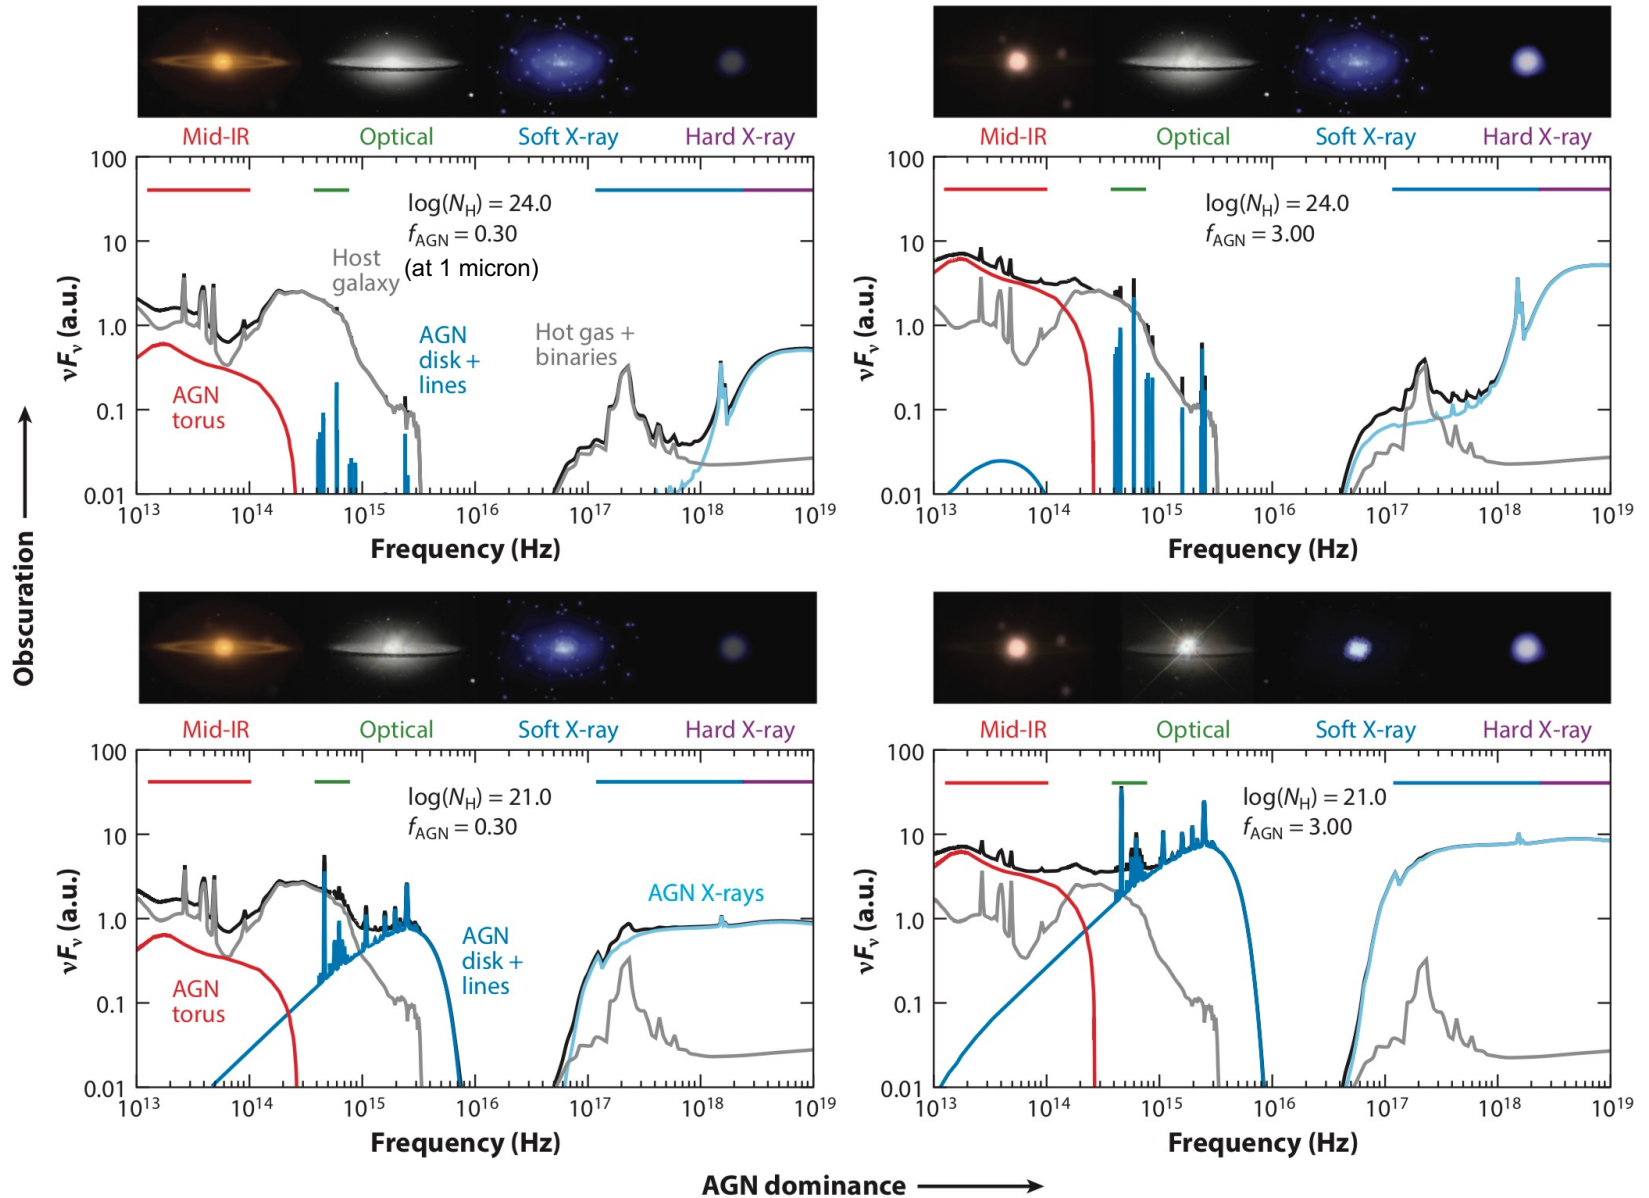 Mid-IR Optical Soft X-ray Hard X-ray
100
10
1.0
0.1
0.01
νFν (a.u.)
log(NH) = 24.0
fAGN = 0.30
(at 1 micron)
Host
galaxy
AGN
disk +
lines
Hot gas +
binaries
AGN
torus
10^13 10^14 10^15 10^16 10^17 10^18 10^19
Frequency (Hz)
Mid-IR Optical Soft X-ray Hard X-ray
100
10
1.0
0.1
0.01
νFν (a.u.)
log(NH) = 24.0
fAGN = 3.00
10^13 10^14 10^15 10^16 10^17 10^18 10^19
Frequency (Hz)
Obscuration
Mid-IR Optical Soft X-ray Hard X-ray
100
10
1.0
0.1
0.01
νFν (a.u.)
log(NH) = 21.0
fAGN = 0.30
AGN X-rays
AGN
disk +
lines
AGN
torus
10^13 10^14 10^15 10^16 10^17 10^18 10^19
Frequency (Hz)
Mid-IR Optical Soft X-ray Hard X-ray
100
10
1.0
0.1
0.01
νFν (a.u.)
log(NH) = 21.0
fAGN = 3.00
10^13 10^14 10^15 10^16 10^17 10^18 10^19
Frequency (Hz)
AGN dominance